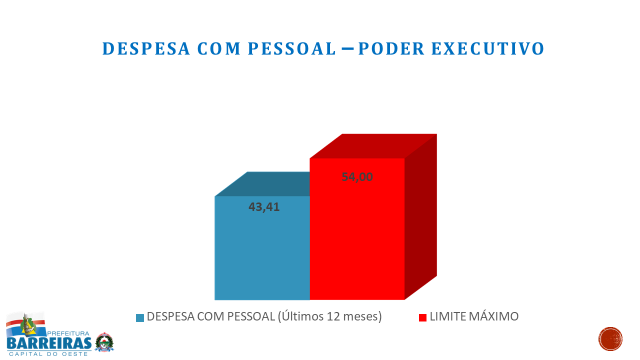 DESPESA COM PESSOAL – PODER EXECUTIVO
54,00
43,41
DESPESA COM PESSOAL (Últimos 12 meses) LIMITE MÁXIMO
PREFEITURA
BARREIRAS
CAPITAL DO OESTE